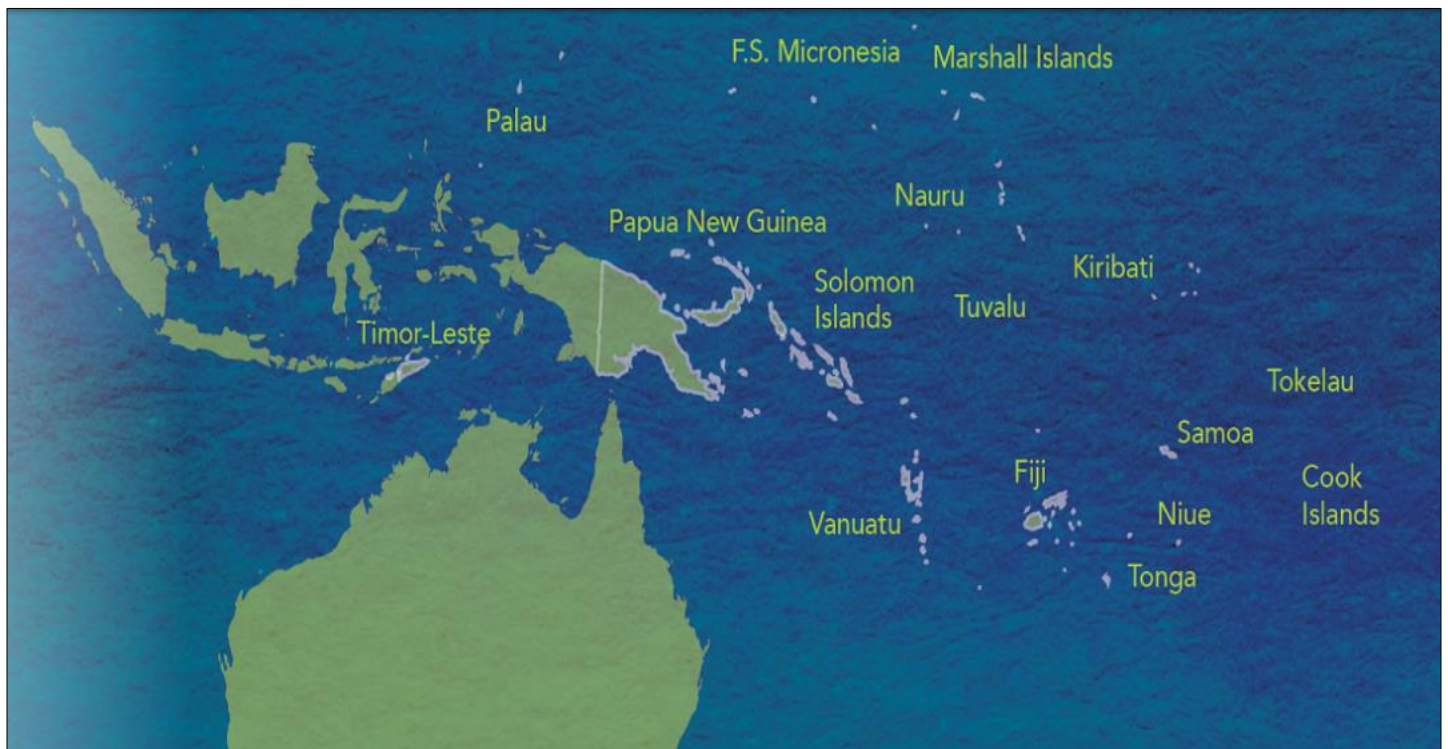 F.S. Micronesia
Marshall Islands
Palau
Nauru
Papua New Guinea
Kiribati
Solomon
Islands
Tuvalu
Timor-Leste
Tokelau
Samoa
Fiji
Cook
Islands
Niue
Vanuatu
Tonga